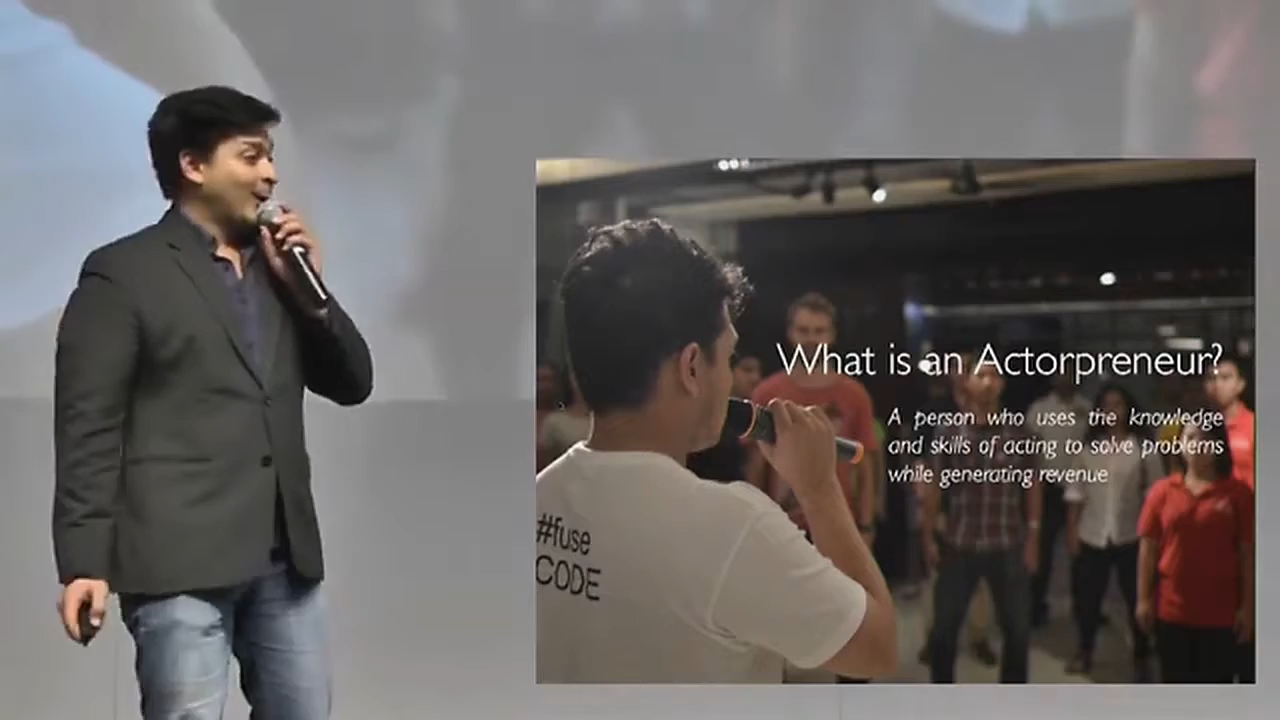 What is an Actorpreneur?
A person who uses the knowledge
and skills of acting to solve problems
while generating revenue
#fuse
CODE